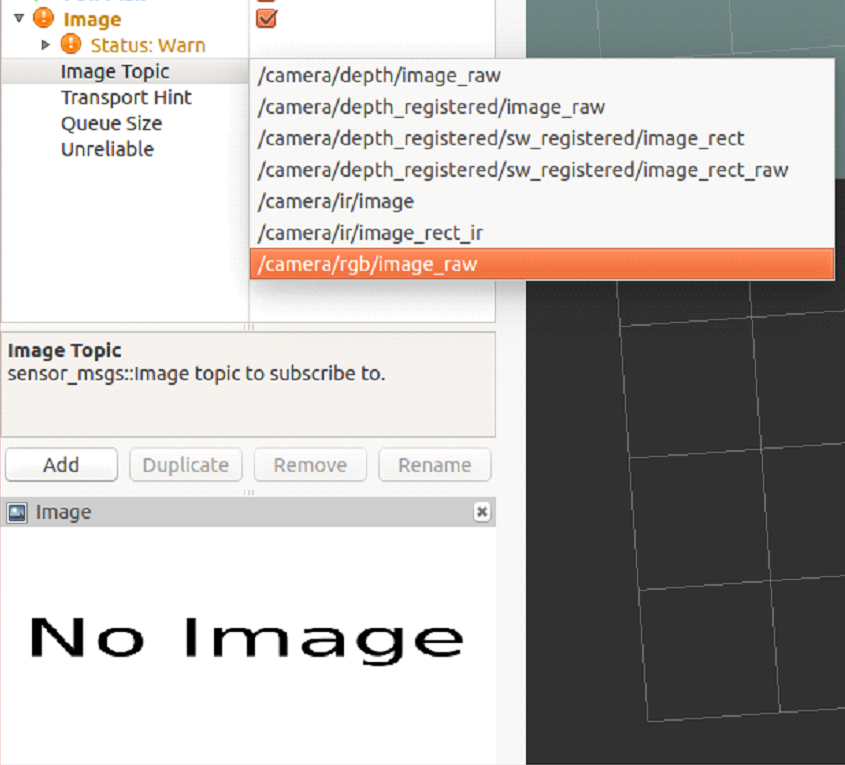 Image
Status: Warn
Image Topic
Transport Hint
Queue Size
Unreliable
/camera/depth/image_raw
/camera/depth_registered/image_raw
/camera/depth_registered/sw_registered/image_rect
/camera/depth_registered/sw_registered/image_rect_raw
/camera/ir/image
/camera/ir/image_rect_ir
/camera/rgb/image_raw
Image Topic
sensor_msgs::Image topic to subscribe to.
Add Duplicate Remove Rename
Image
No Image